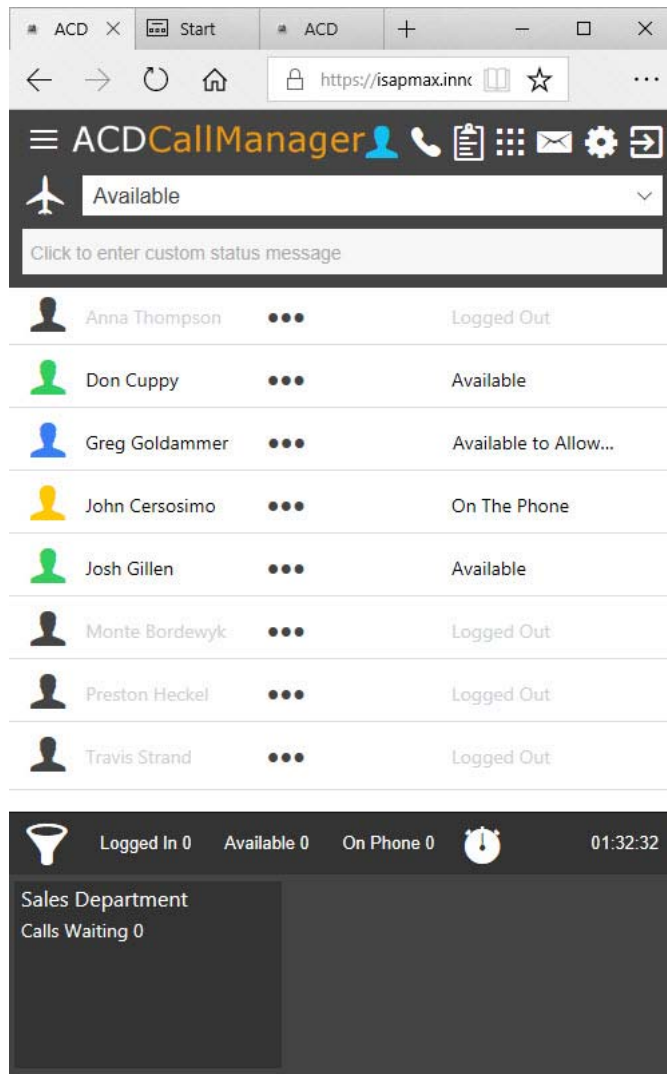 ACD
Start
ACD
https://isapmax.innc
ACDCallManager
Available
Click to enter custom status message
Anna Thompson Logged Out
Don Cuppy Available
Greg Goldammer Available to Allow...
John Cersosimo On The Phone
Josh Gillen Available
Monte Bordewyk Logged Out
Preston Heckel Logged Out
Travis Strand Logged Out
Logged In 0 Available 0 On Phone 0 01:32:32
Sales Department
Calls Waiting 0